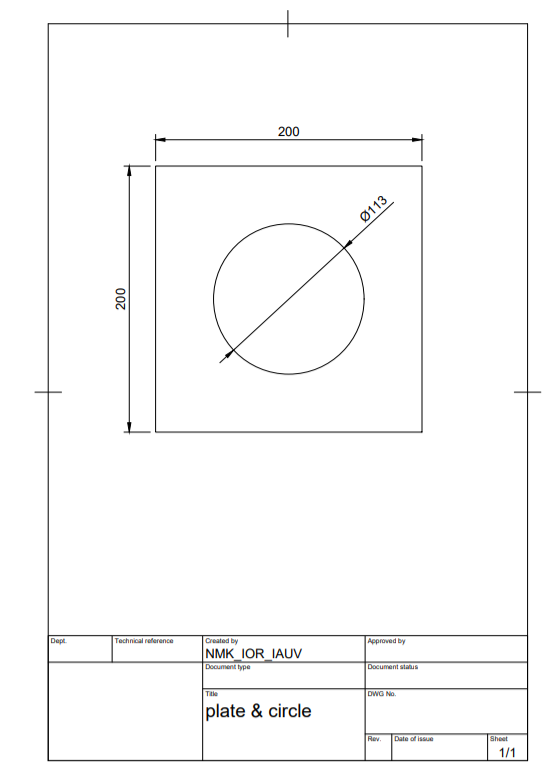 200
Ø113
200
Dept.
Technical reference
Created by
NMK_IOR_IAUV
Approved by
Document type
Document status
Title
plate & circle
DWG No.
Rev.
Date of issue
Sheet
1/1